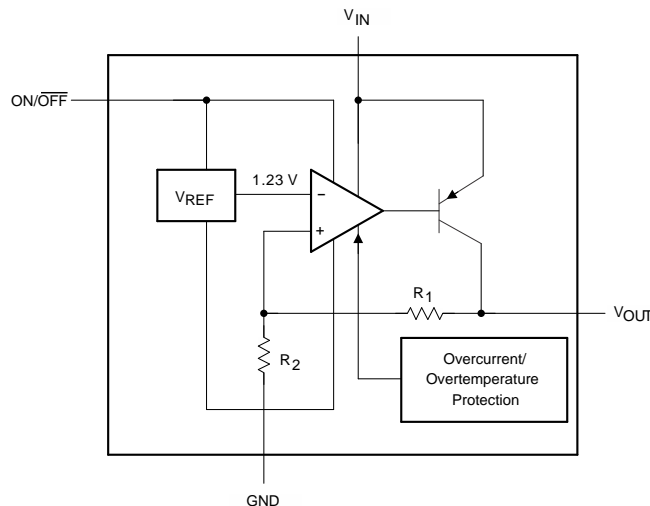 VIN
ON/OFF
1.23 V
VREF
−
+
R1
VOUT
R2
Overcurrent/
Overtemperature
Protection
GND